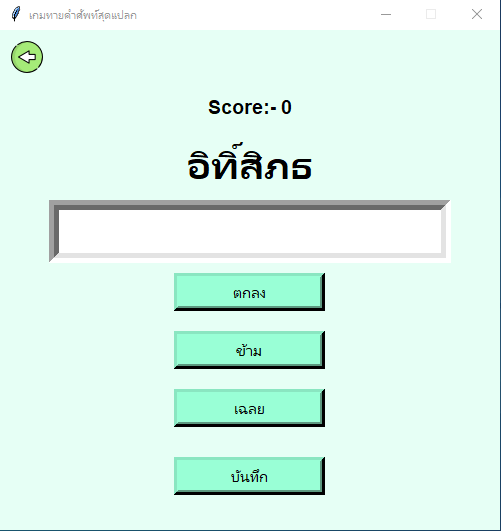 เกมทายคำศัพท์สุดแปลก
Score:- 0
อิทิ์สิภธ
ตกลง
ข้าม
เฉลย
บันทึก